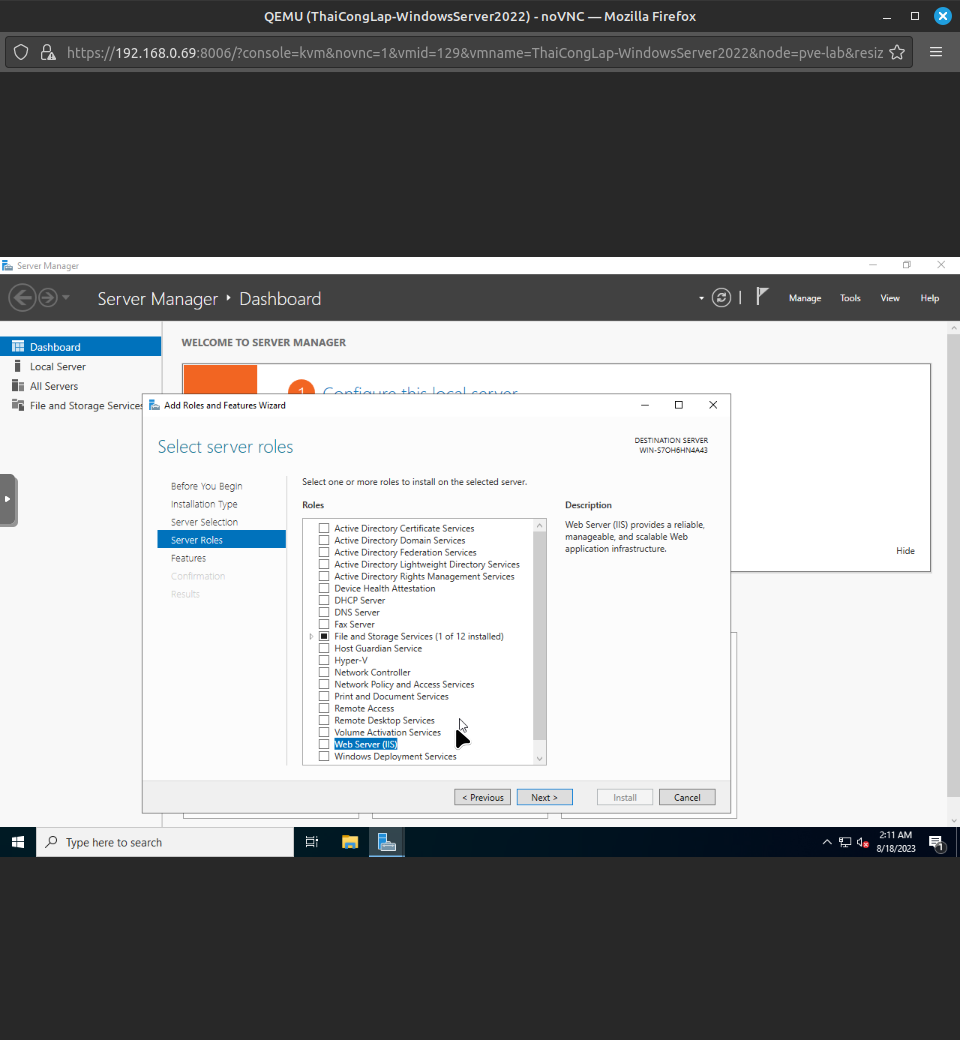 QEMU (ThaiCongLap-WindowsServer2022) - noVNC — Mozilla Firefox
https://192.168.0.69:8006/?console=kvm&novnc=1&vmid=129&vmname=ThaiCongLap-WindowsServer2022&node=pve-lab&resiz
Server Manager
Server Manager Dashboard
Manage Tools View Help
Dashboard
Local Server
All Servers
File and Storage Services
WELCOME TO SERVER MANAGER
1 Configure this local server
Hide
Add Roles and Features Wizard
Select server roles
DESTINATION SERVER
WIN-S7OH6HN4A43
Before You Begin
Installation Type
Server Selection
Server Roles
Features
Confirmation
Results
Select one or more roles to install on the selected server.
Roles
Active Directory Certificate Services
Active Directory Domain Services
Active Directory Federation Services
Active Directory Lightweight Directory Services
Active Directory Rights Management Services
Device Health Attestation
DHCP Server
DNS Server
Fax Server
File and Storage Services (1 of 12 installed)
Host Guardian Service
Hyper-V
Network Controller
Network Policy and Access Services
Print and Document Services
Remote Access
Remote Desktop Services
Volume Activation Services
Web Server (IIS)
Windows Deployment Services
Description
Web Server (IIS) provides a reliable,
manageable, and scalable Web
application infrastructure.
< Previous Next > Install Cancel
Type here to search
2:11 AM
8/18/2023
1